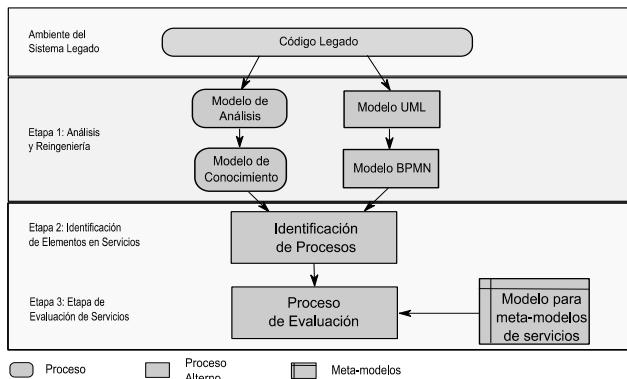 Ambiente del
Sistema Legado
Código Legado
Etapa 1: Análisis
y Reingeniería
Modelo de
Análisis
Modelo UML
Modelo de
Conocimiento
Modelo BPMN
Etapa 2: Identificación
de Elementos en Servicios
Identificación
de Procesos
Etapa 3: Etapa de
Evaluación de Servicios
Proceso
de Evaluación
Modelo para
meta-modelos
de servicios
Proceso
Proceso
Alterno
Meta-modelos